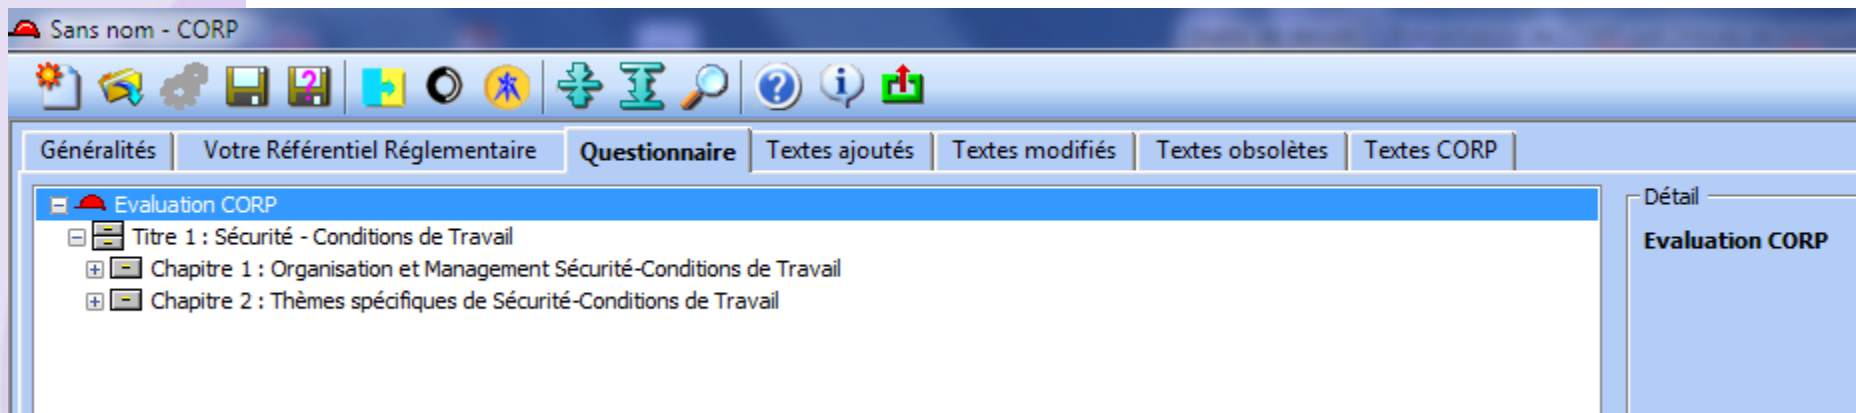 Sans nom - CORP
Généralités Votre Référentiel Réglementaire Questionnaire Textes ajoutés Textes modifiés Textes obsolètes Textes CORP
Evaluation CORP
Titre 1 : Sécurité - Conditions de Travail
Chapitre 1 : Organisation et Management Sécurité-Conditions de Travail
Chapitre 2 : Thèmes spécifiques de Sécurité-Conditions de Travail
Détail
Evaluation CORP